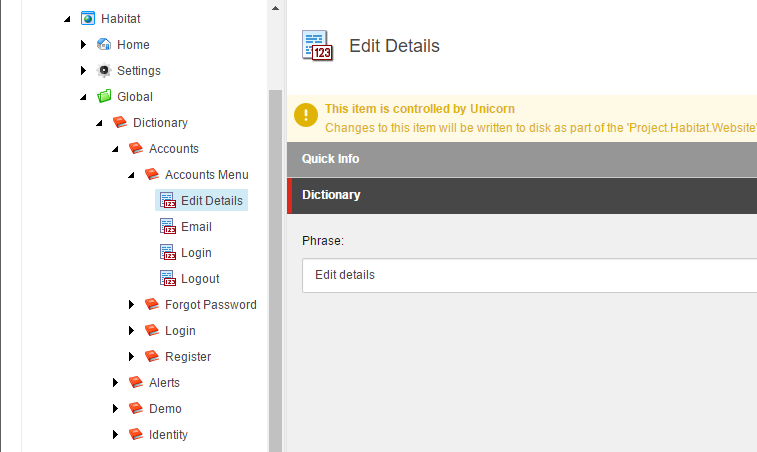 Habitat
Home
Settings
Global
Dictionary
Accounts
Accounts Menu
Edit Details
Email
Login
Logout
Forgot Password
Login
Register
Alerts
Demo
Identity
123 Edit Details
This item is controlled by Unicorn
Changes to this item will be written to disk as part of the 'Project.Habitat.Website'
Quick Info
Dictionary
Phrase:
Edit details